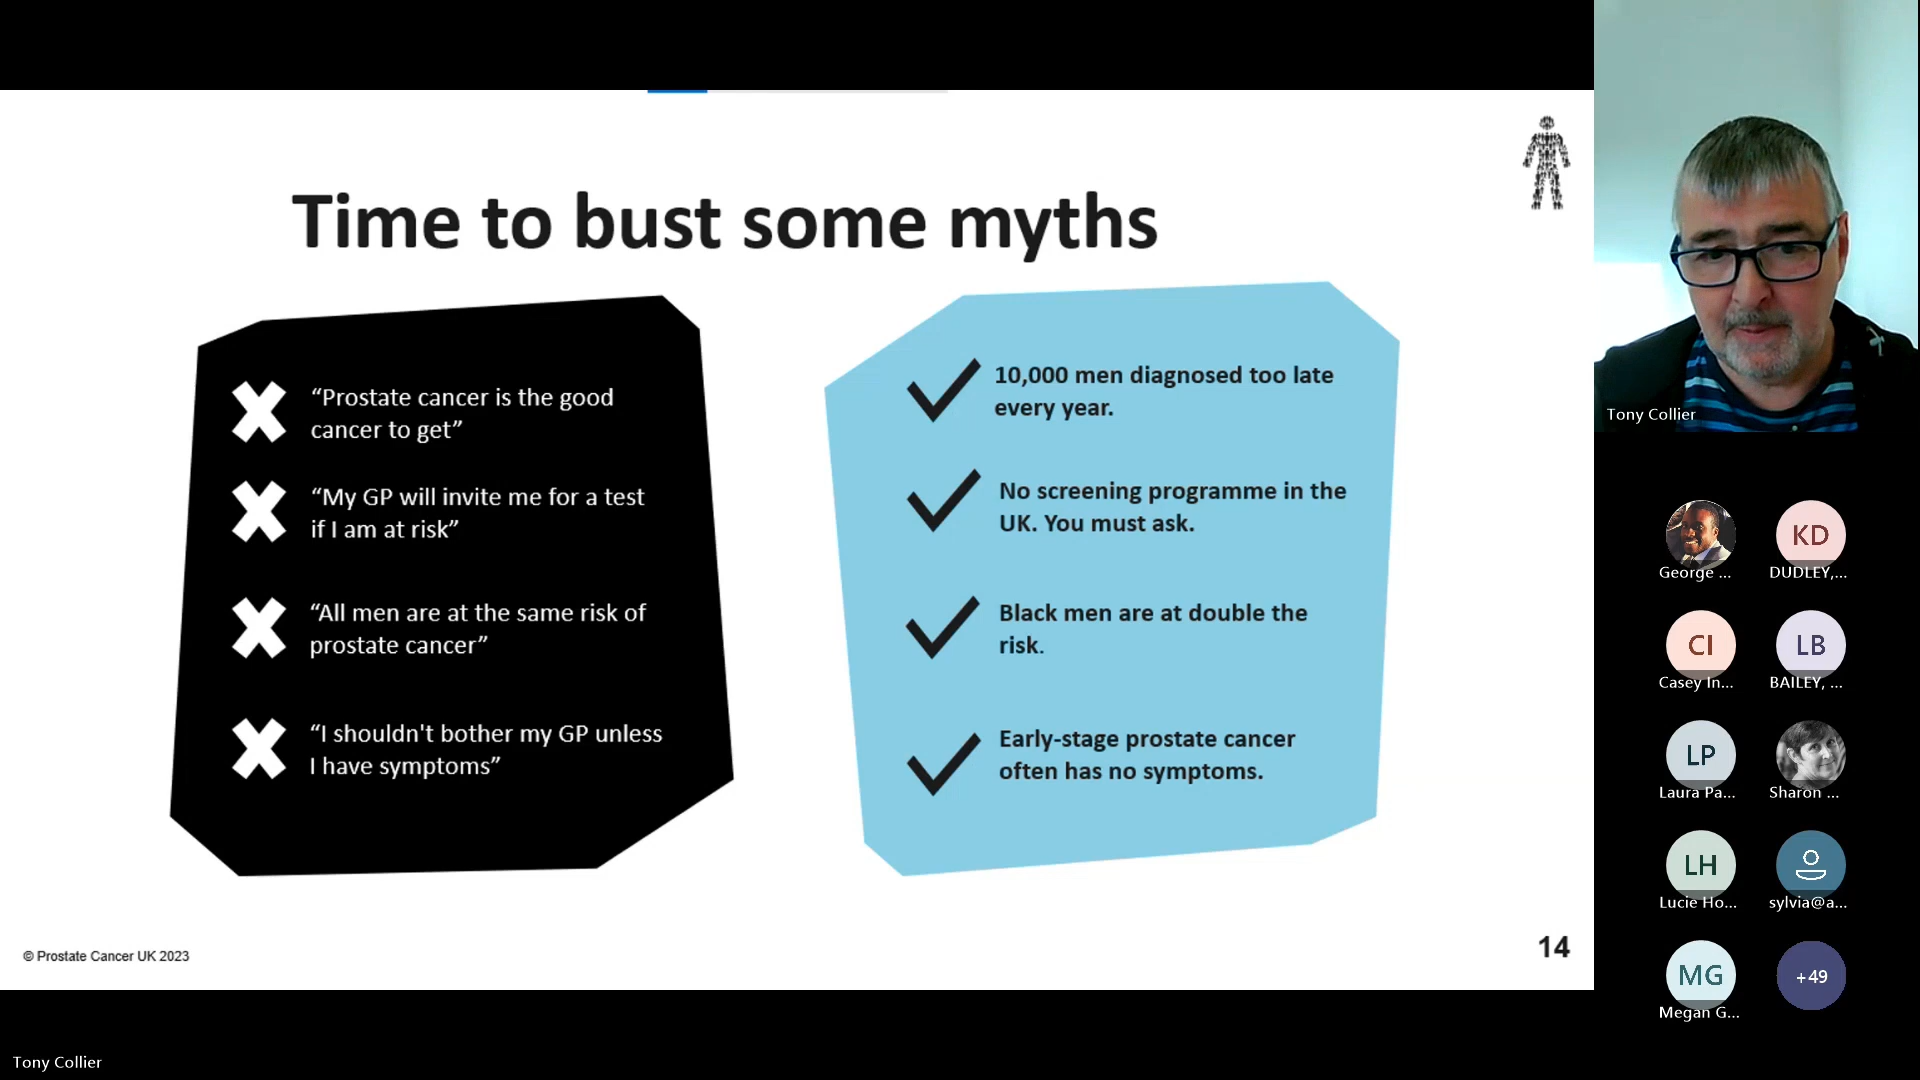 Time to bust some myths
“Prostate cancer is the good
cancer to get”
“My GP will invite me for a test
if I am at risk”
“All men are at the same risk of
prostate cancer”
“I shouldn't bother my GP unless
I have symptoms”
10,000 men diagnosed too late
every year.
No screening programme in the
UK. You must ask.
Black men are at double the
risk.
Early-stage prostate cancer
often has no symptoms.
© Prostate Cancer UK 2023
14
Tony Collier
George ...
KD
DUDLEY,...
CI
Casey In...
LB
BAILEY, ...
LP
Laura Pa...
Sharon ...
LH
Lucie Ho...
sylvia@a...
MG
Megan G...
+49
Tony Collier